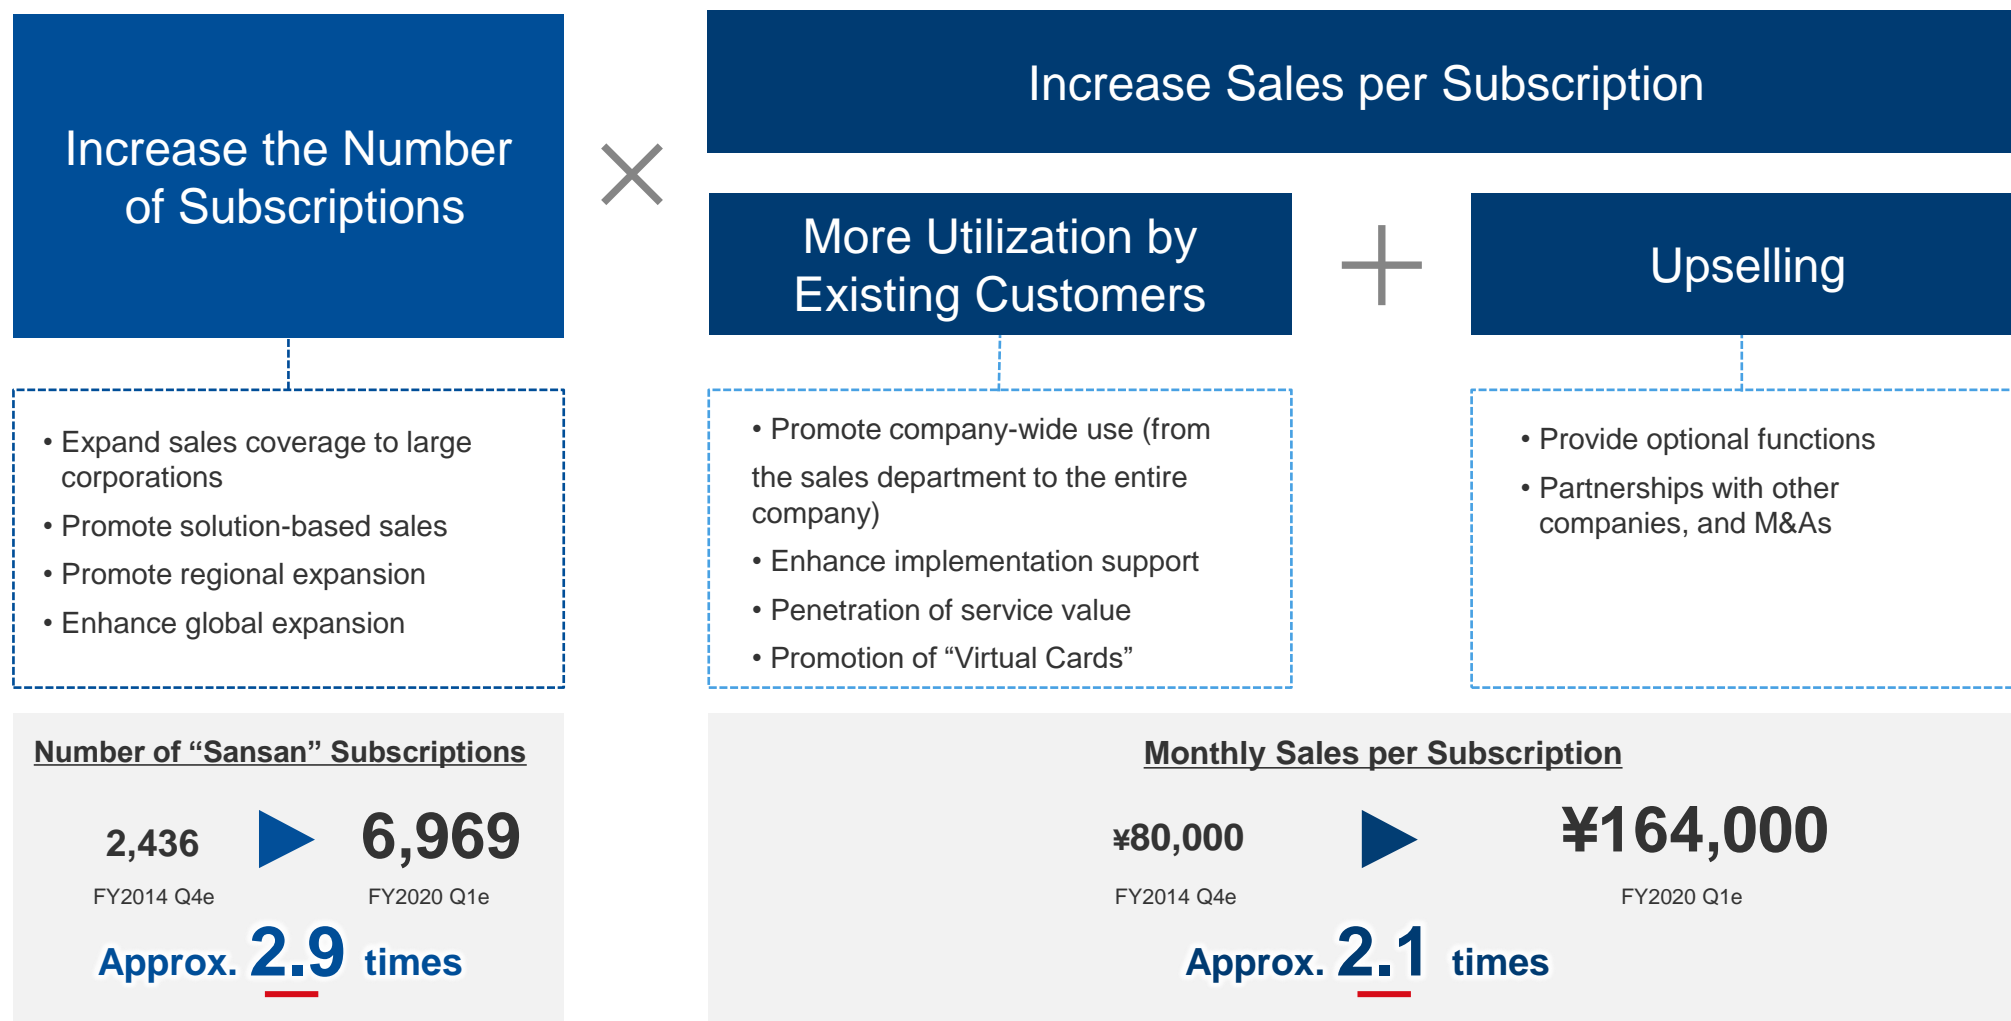 Increase the Number
of Subscriptions
Increase Sales per Subscription
More Utilization by
Existing Customers
Upselling
• Expand sales coverage to large
corporations
• Promote solution-based sales
• Promote regional expansion
• Enhance global expansion
• Promote company-wide use (from
the sales department to the entire
company)
• Enhance implementation support
• Penetration of service value
• Promotion of “Virtual Cards”
• Provide optional functions
• Partnerships with other
companies, and M&As
Number of “Sansan” Subscriptions
2,436
6,969
FY2014 Q4e
FY2020 Q1e
Approx. 2.9 times
Monthly Sales per Subscription
¥80,000
¥164,000
FY2014 Q4e
FY2020 Q1e
Approx. 2.1 times